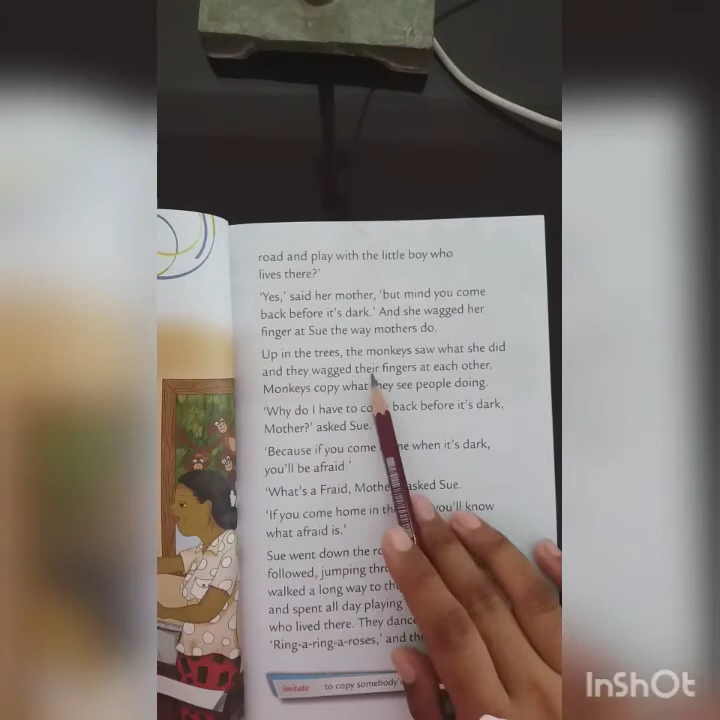 road and play with the little boy who
lives there?'
'Yes,' said her mother, 'but mind you come
back before it's dark.' And she wagged her
finger at Sue the way mothers do.
Up in the trees, the monkeys saw what she did
and they wagged their fingers at each other.
Monkeys copy what they see people doing.
'Why do I have to co back before it's dark,
Mother?' asked Sue.
'Because if you come when it's dark,
you'll be afraid.'
'What's a Fraid, Mothe asked Sue.
'If you come home in th you'll know
what afraid is.'
Sue went down the ro
followed, jumping thr
walked a long way to th
and spent all day playing
who lived there. They dance
'Ring-a-ring-a-roses,' and the
imitate to copy somebody's
InShOt